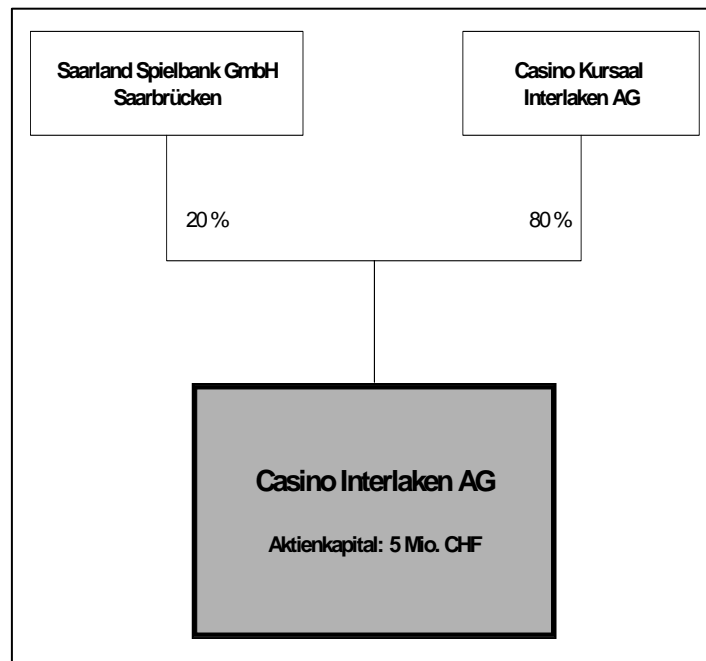 Saarland Spielbank GmbH
Saarbrücken
Casino Kursaal
Interlaken AG
20 %
80 %
Casino Interlaken AG
Aktienkapital: 5 Mio. CHF